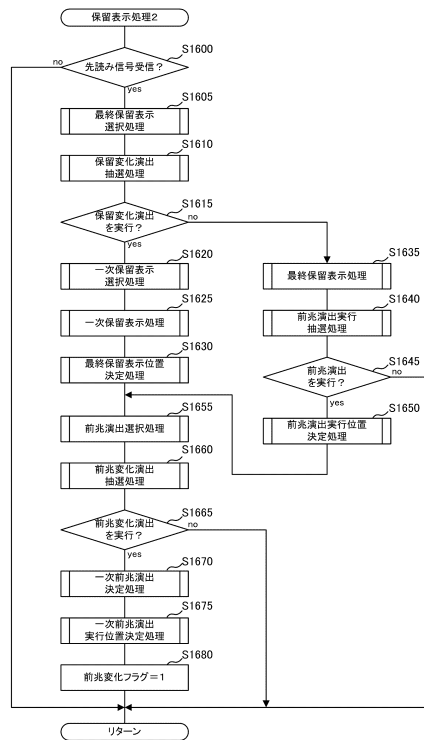 保留表示処理2
S1600
no
先読み信号受信？
yes
S1605
最終保留表示
選択処理
S1610
保留変化演出
抽選処理
S1615
保留変化演出
を実行？
no
yes
S1620
一次保留表示
選択処理
S1625
一次保留表示処理
S1630
最終保留表示位置
決定処理
S1635
最終保留表示処理
S1640
前兆演出実行
抽選処理
S1645
前兆演出
を実行？
no
yes
S1650
前兆演出実行位置
決定処理
S1655
前兆演出選択処理
S1660
前兆変化演出
抽選処理
S1665
前兆変化演出
を実行？
no
yes
S1670
一次前兆演出
決定処理
S1675
一次前兆演出
実行位置決定処理
S1680
前兆変化フラグ＝1
リターン